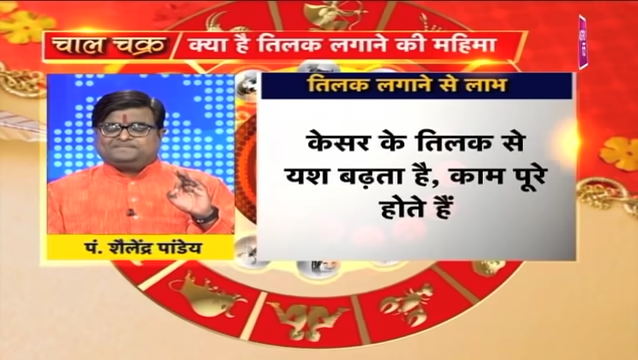 चाल चक्र क्या है तिलक लगाने की महिमा
तिलक लगाने से लाभ
केसर के तिलक से
यश बढ़ता है, काम पूरे
होते हैं
पं. शैलेंद्र पांडेय